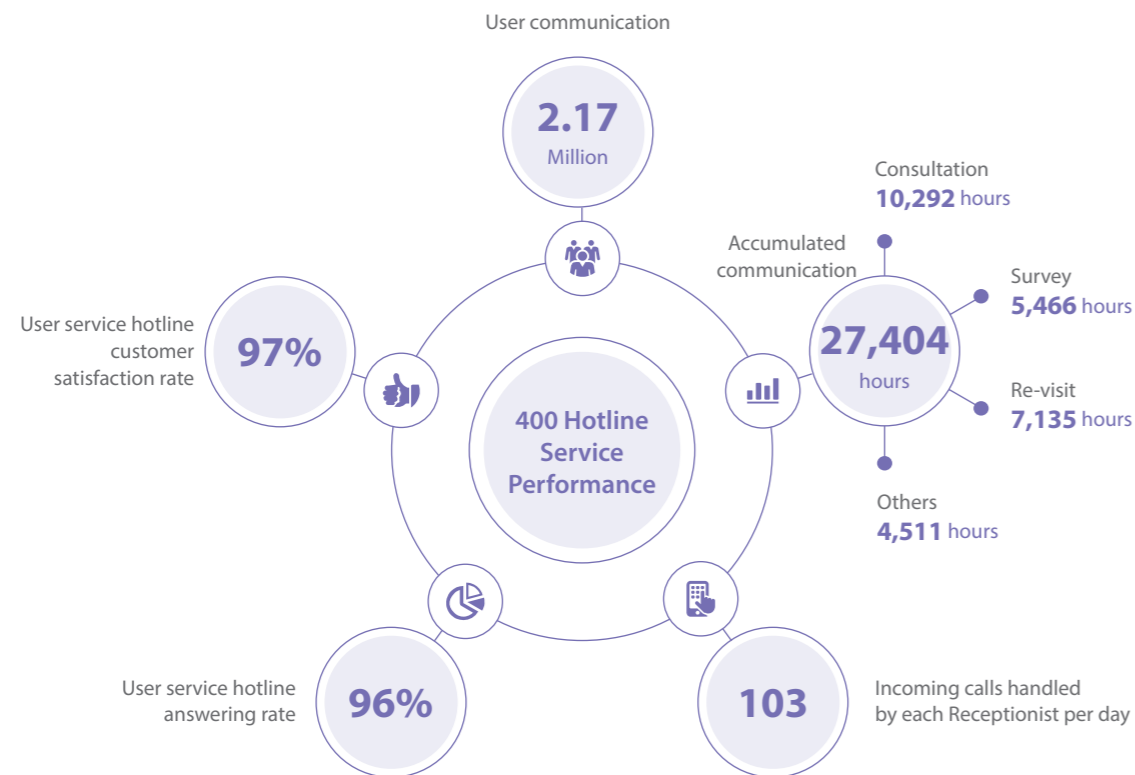 User communication
2.17
Million
Consultation
10,292 hours
Accumulated
communication
27,404
hours
Survey
5,466 hours
Re-visit
7,135 hours
Others
4,511 hours
User service hotline
customer
satisfaction rate
97%
400 Hotline
Service
Performance
User service hotline
answering rate
96%
103
Incoming calls handled
by each Receptionist per day